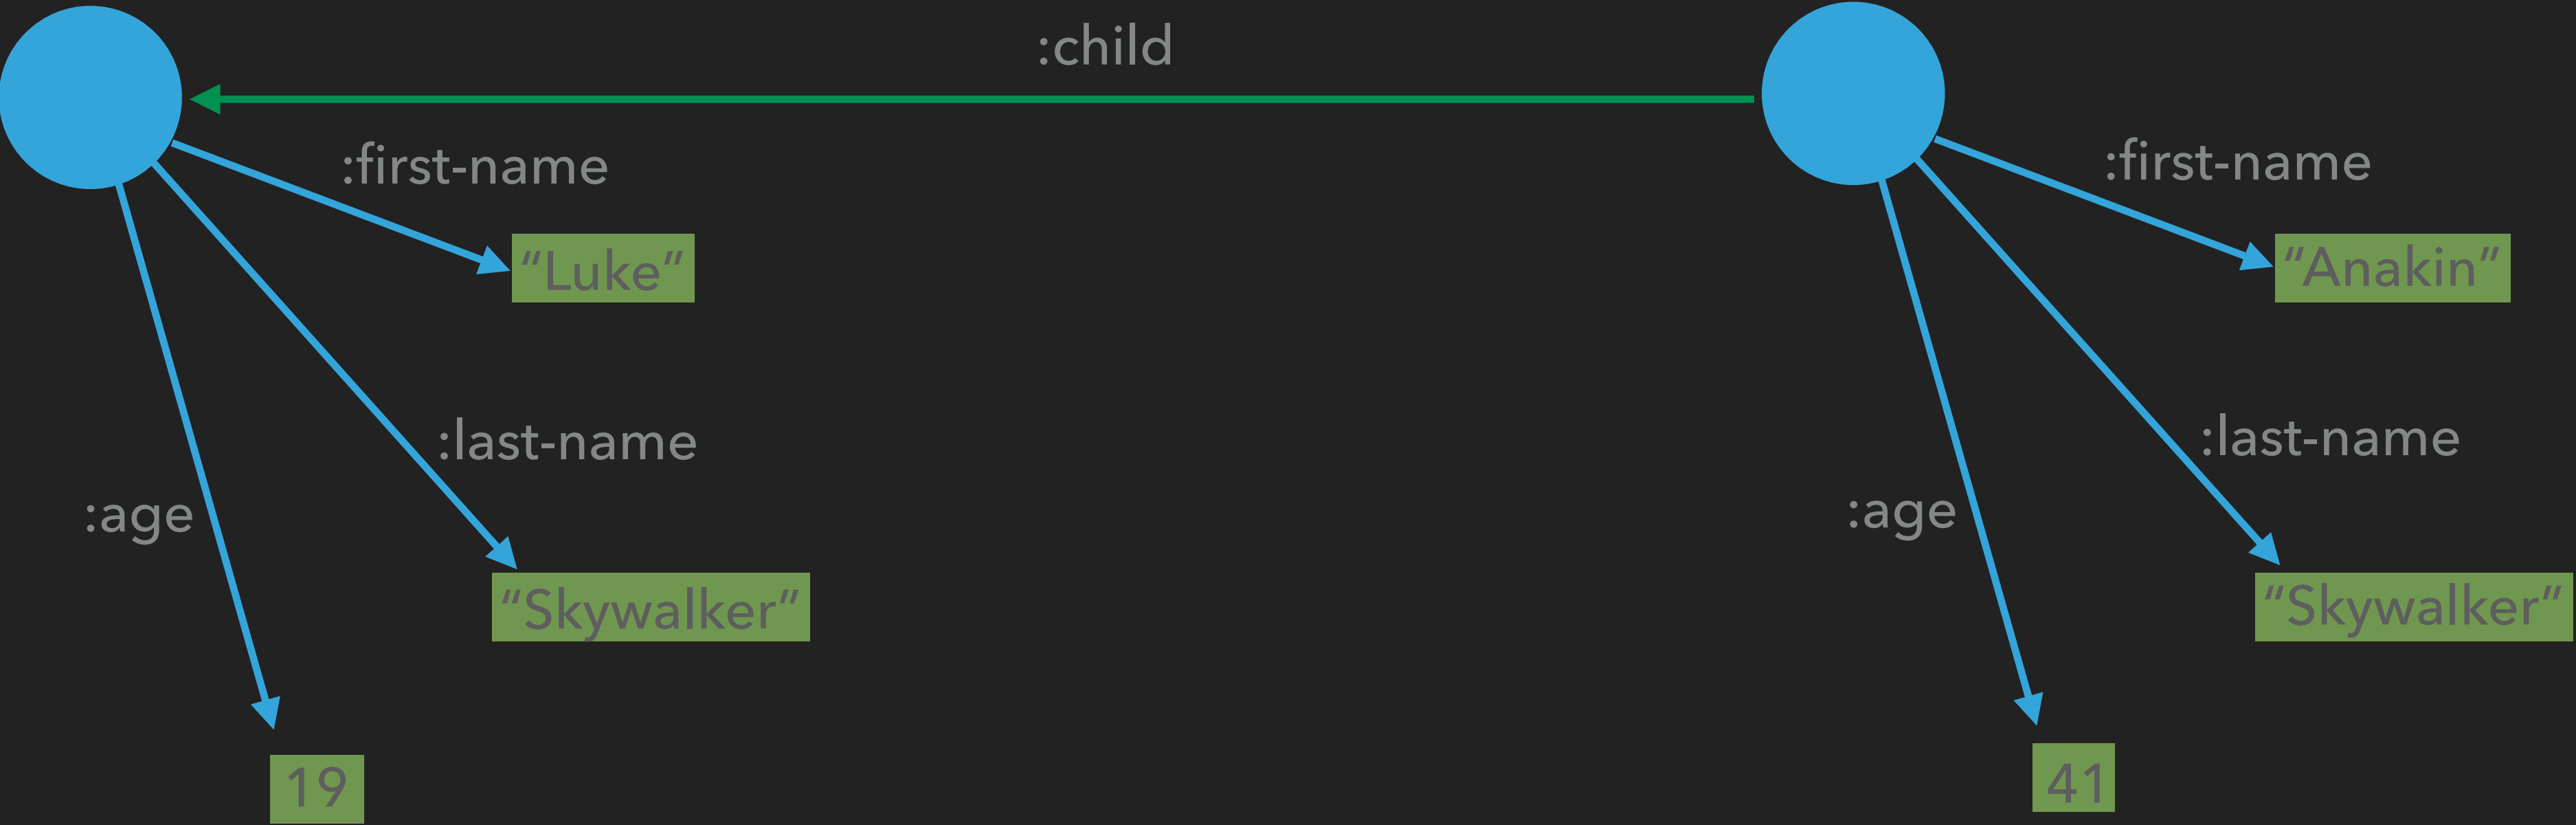 :child
:first-name
“Luke“
:last-name
:age
“Skywalker“
19
:first-name
“Anakin“
:last-name
:age
“Skywalker“
41